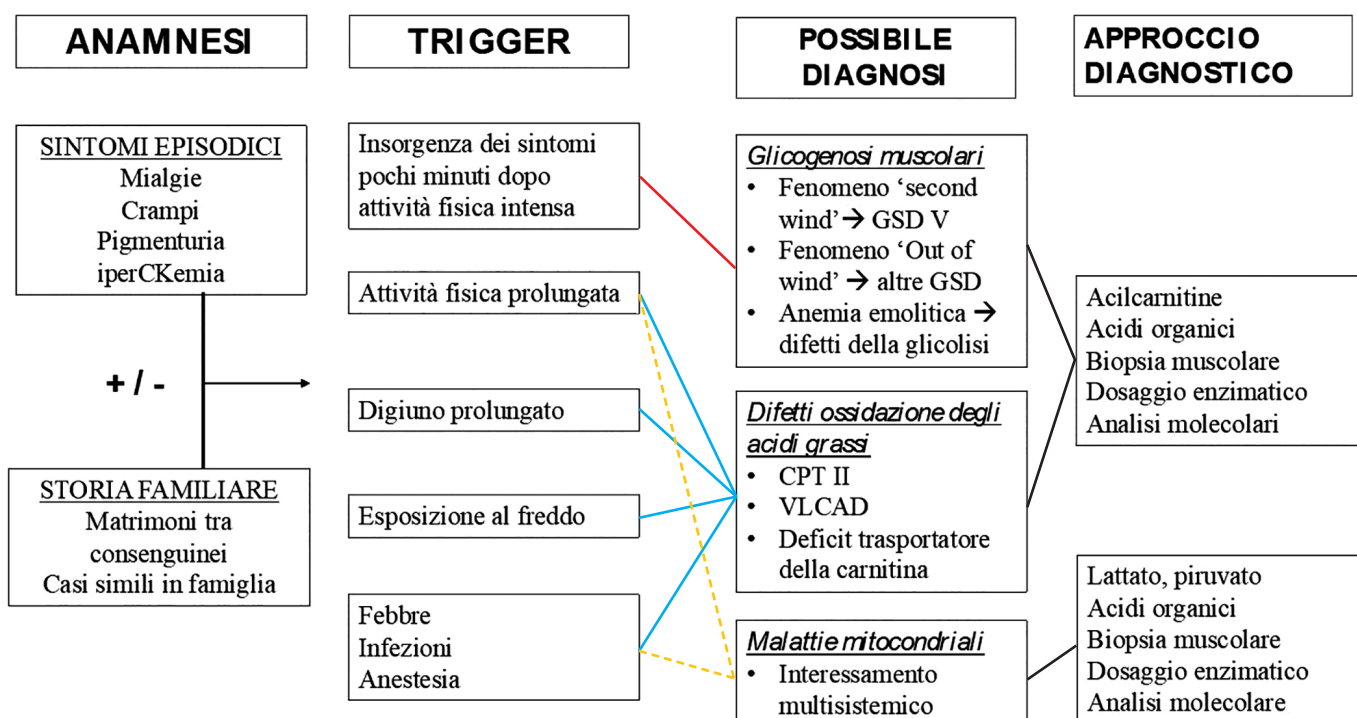 ANAMNESI
TRIGGER
POSSIBILE
DIAGNOSI
APPROCCIO
DIAGNOSTICO
SINTOMI EPISODICI
Mialgie
Crampi
Pigmenturia
iperCKemia
+ / -
STORIA FAMILIARE
Matrimoni tra
consenguinei
Casi simili in famiglia
Insorgenza dei sintomi
pochi minuti dopo
attività fisica intensa
Attività fisica prolungata
Digiuno prolungato
Esposizione al freddo
Febbre
Infezioni
Anestesia
Glicogenosi muscolari
• Fenomeno ‘second
wind’ → GSD V
• Fenomeno ‘Out of
wind’ → altre GSD
• Anemia emolitica →
difetti della glicolisi
Difetti ossidazione degli
acidi grassi
• CPT II
• VLCAD
• Deficit trasportatore
della carnitina
Malattie mitocondriali
• Interessamento
multisistemico
Acilcarnitine
Acidi organici
Biopsia muscolare
Dosaggio enzimatico
Analisi molecolari
Lattato, piruvato
Acidi organici
Biopsia muscolare
Dosaggio enzimatico
Analisi molecolare